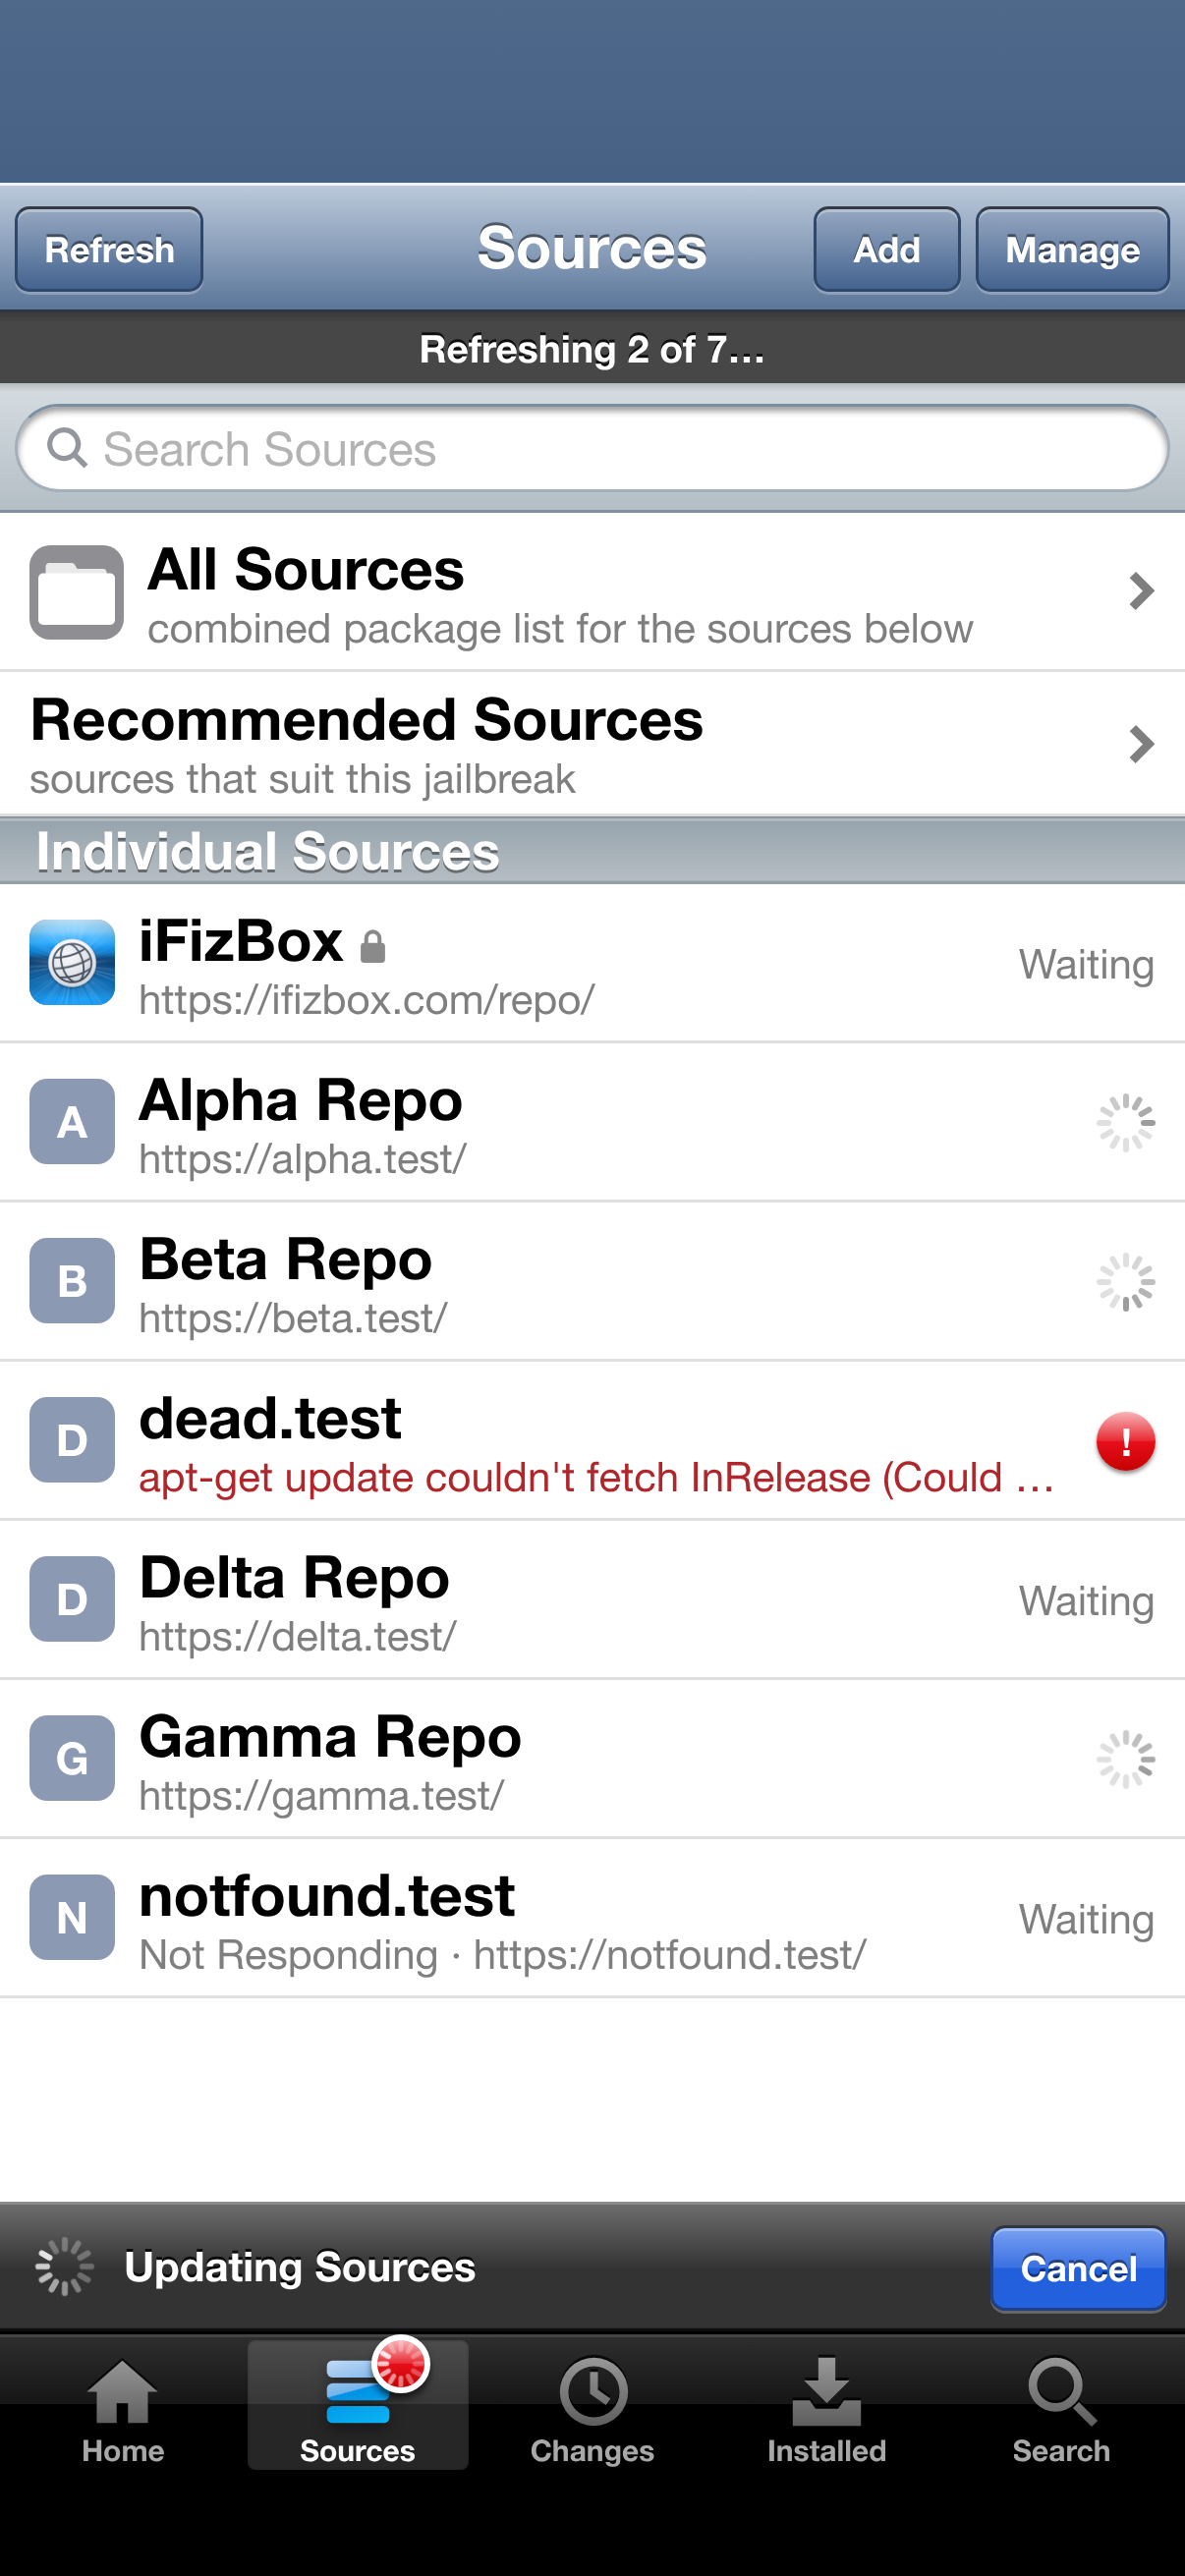 Refresh
Sources
Add
Manage
Refreshing 2 of 7...
Search Sources
All Sources
combined package list for the sources below
Recommended Sources
sources that suit this jailbreak
Individual Sources
iFizBox
https://ifizbox.com/repo/
Waiting
A
Alpha Repo
https://alpha.test/
B
Beta Repo
https://beta.test/
D
dead.test
apt-get update couldn't fetch InRelease (Could ...
!
D
Delta Repo
https://delta.test/
Waiting
G
Gamma Repo
https://gamma.test/
N
notfound.test
Not Responding · https://notfound.test/
Waiting
Updating Sources
Cancel
Home
Sources
Changes
Installed
Search